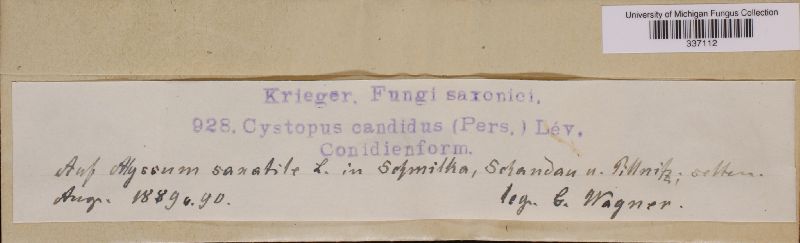 University of Michigan Fungus Collection
337112
Krieger, Fungi saxonici.
928. Cystopus candidus (Pers.) Lév.
Conidienform.
Auf Alyssum saxatile L. in Schmilka, Schandau u. Pillnitz; selten.
Aug. 1889 u. 90. leg. C. Wagner.